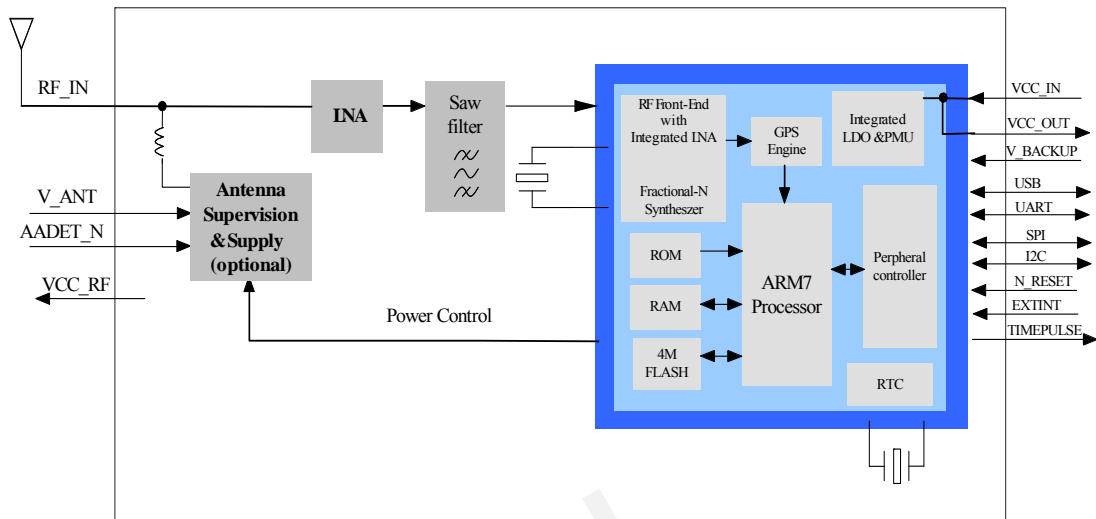 RF_IN
LNA
Saw
filter
Antenna
Supervision
&Supply
(optional)
V_ANT
AADET_N
VCC_RF
Power Control
RF Front-End
with
Integrated LNA
Fractional-N
Syntheszer
GPS
Engine
Integrated
LDO &PMU
ROM
RAM
4M
FLASH
ARM7
Processor
Perpheral
controller
RTC
VCC_IN
VCC_OUT
V_BACKUP
USB
UART
SPI
I2C
N_RESET
EXTINT
TIMEPULSE